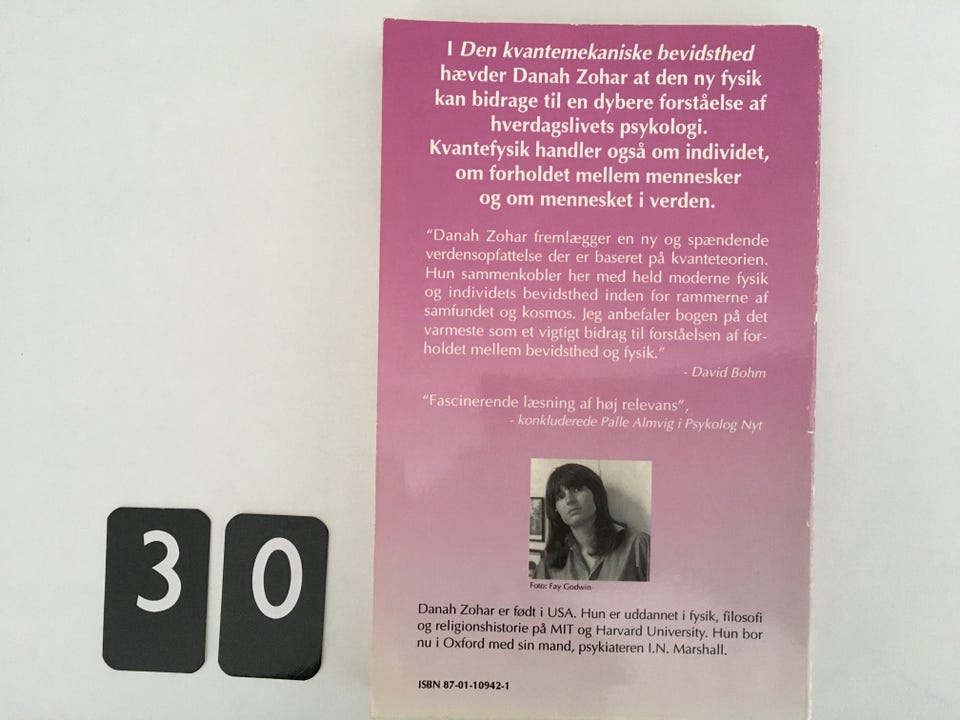 I Den kvantemekaniske bevidsthed
hævder Danah Zohar at den ny fysik
kan bidrage til en dybere forståelse af
hverdagslivets psykologi.
Kvantefysik handler også om individet,
om forholdet mellem mennesker
og om mennesket i verden.
“Danah Zohar fremlægger en ny og spændende
verdensopfattelse der er baseret på kvanteteorien.
Hun sammenkobler her med held moderne fysik
og individets bevidsthed inden for rammerne af
samfundet og kosmos. Jeg anbefaler bogen på det
varmeste som et vigtigt bidrag til forståelsen af for-
holdet mellem bevidsthed og fysik.”
- David Bohm
“Fascinerende læsning af høj relevans”,
- konkluderede Palle Almvig i Psykolog Nyt
Foto: Fay Godwin
Danah Zohar er født i USA. Hun er uddannet i fysik, filosofi
og religionshistorie på MIT og Harvard University. Hun bor
nu i Oxford med sin mand, psykiateren I.N. Marshall.
ISBN 87-01-10942-1
30